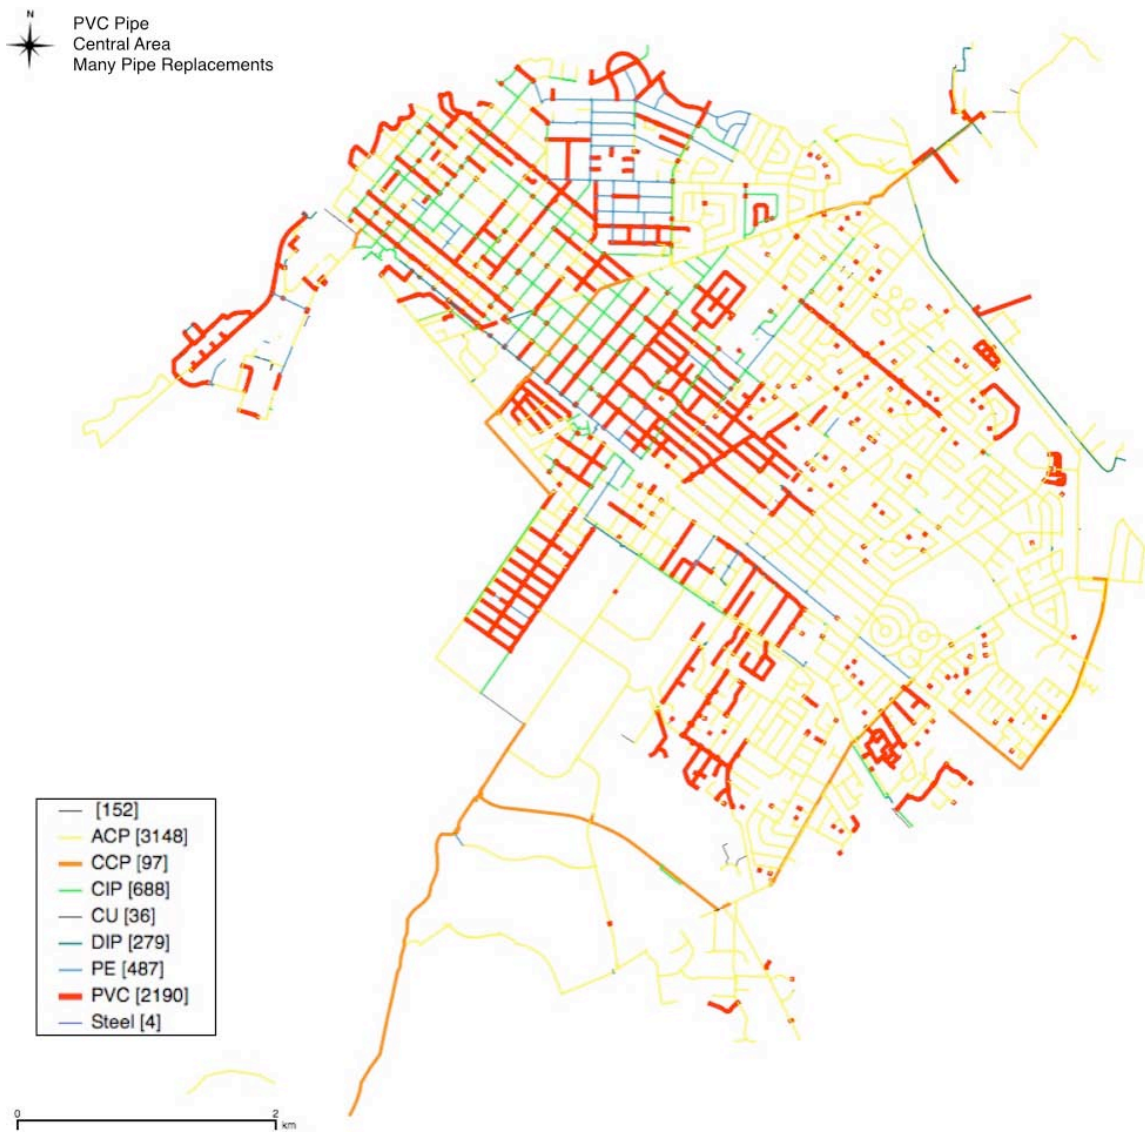 N
PVC Pipe
Central Area
Many Pipe Replacements
[152]
ACP [3148]
CCP [97]
CIP [688]
CU [36]
DIP [279]
PE [487]
PVC [2190]
Steel [4]
0 2
km